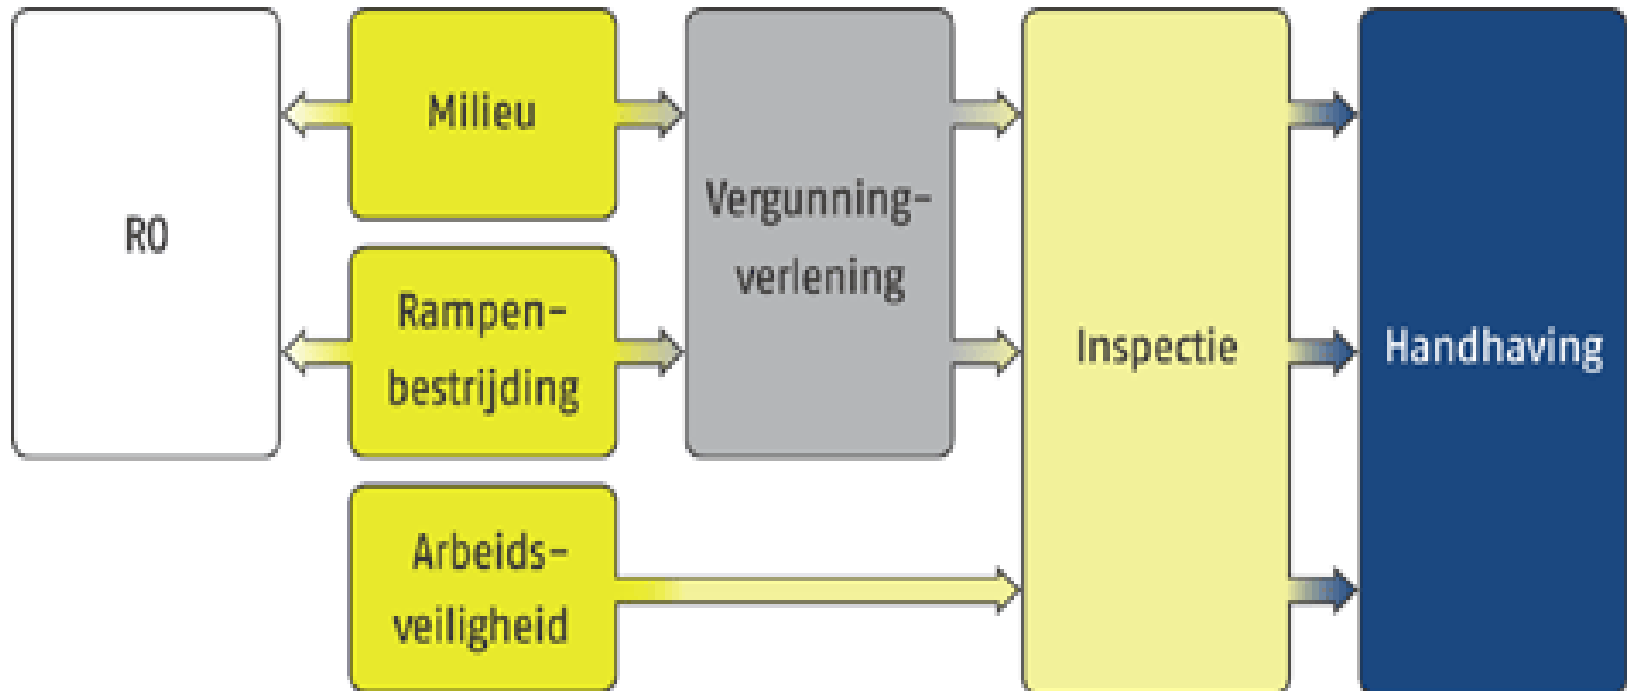 RO
Milieu
Rampen-
bestrijding
Arbeids-
veiligheid
Vergunning-
verlening
Inspectie
Handhaving